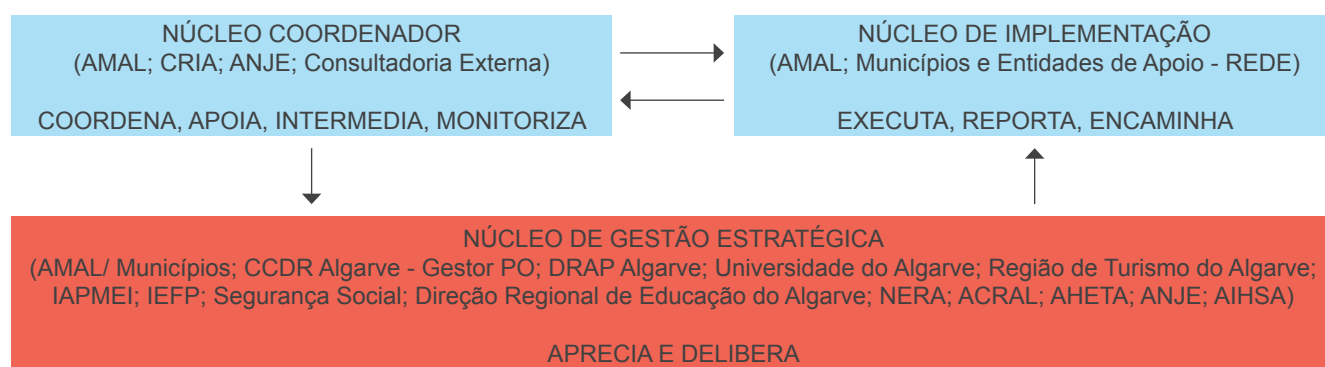 NÚCLEO COORDENADOR
(AMAL; CRIA; ANJE; Consultadoria Externa)
COORDENA, APOIA, INTERMEDIA, MONITORIZA
NÚCLEO DE IMPLEMENTAÇÃO
(AMAL; Municípios e Entidades de Apoio - REDE)
EXECUTA, REPORTA, ENCAMINHA
NÚCLEO DE GESTÃO ESTRATÉGICA
(AMAL/ Municípios; CCDR Algarve - Gestor PO; DRAP Algarve; Universidade do Algarve; Região de Turismo do Algarve;
IAPMEI; IEFP; Segurança Social; Direção Regional de Educação do Algarve; NERA; ACRAL; AHETA; ANJE; AIHSA)
APRECIA E DELIBERA